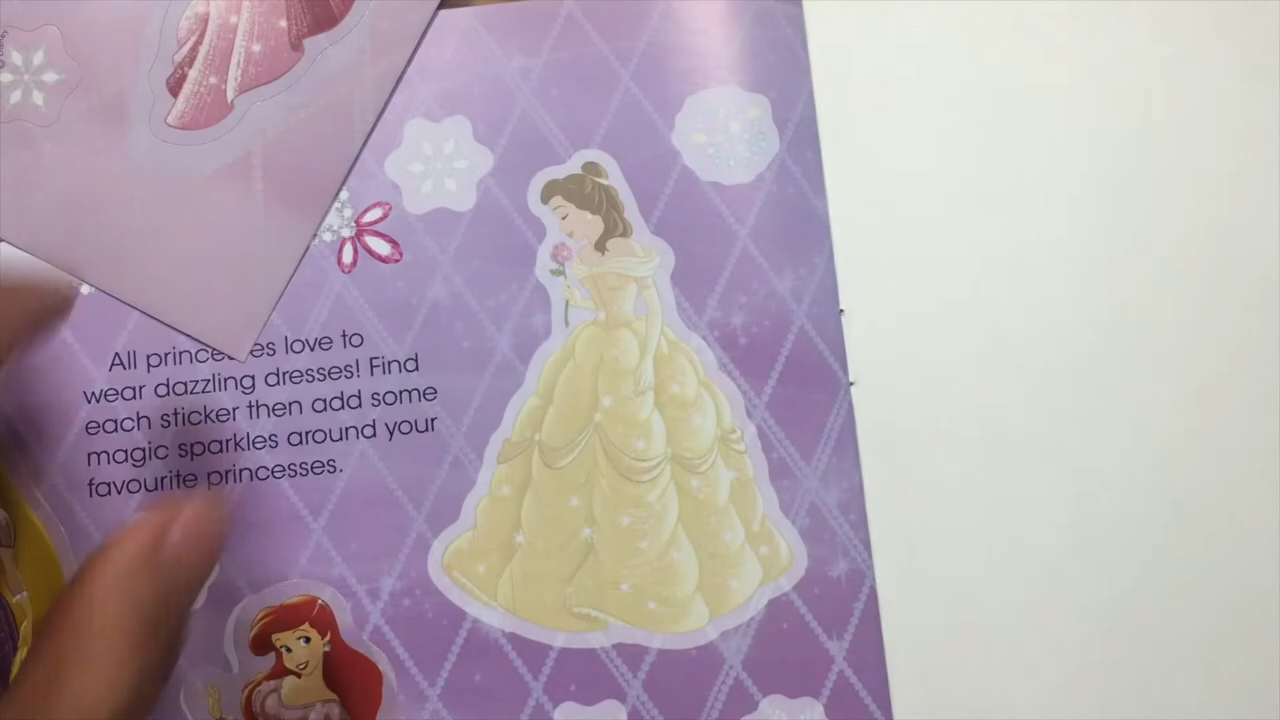 © Disney
All princesses love to
wear dazzling dresses! Find
each sticker then add some
magic sparkles around your
favourite princesses.